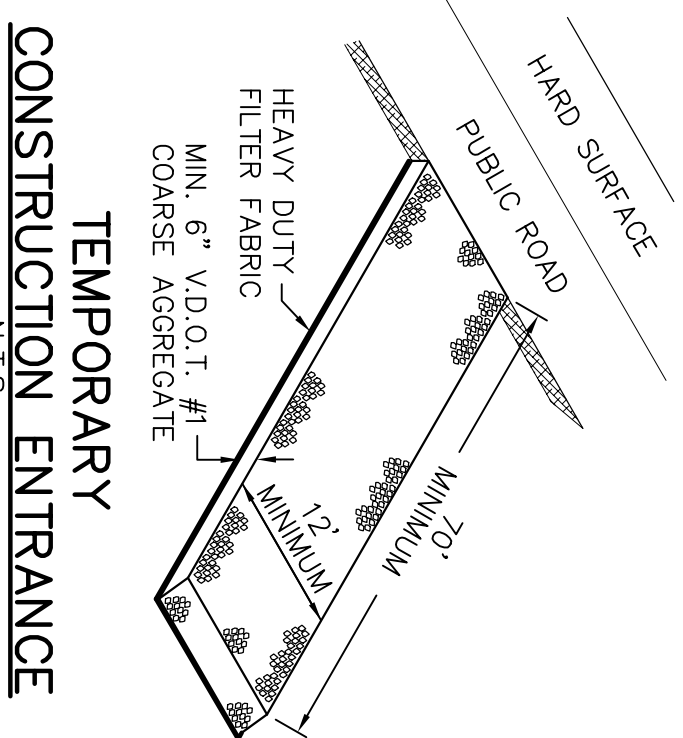 HARD SURFACE
PUBLIC ROAD
HEAVY DUTY
FILTER FABRIC
MIN. 6" V.D.O.T. #1
COARSE AGGREGATE
12'
MINIMUM
70'
MINIMUM
TEMPORARY
CONSTRUCTION ENTRANCE